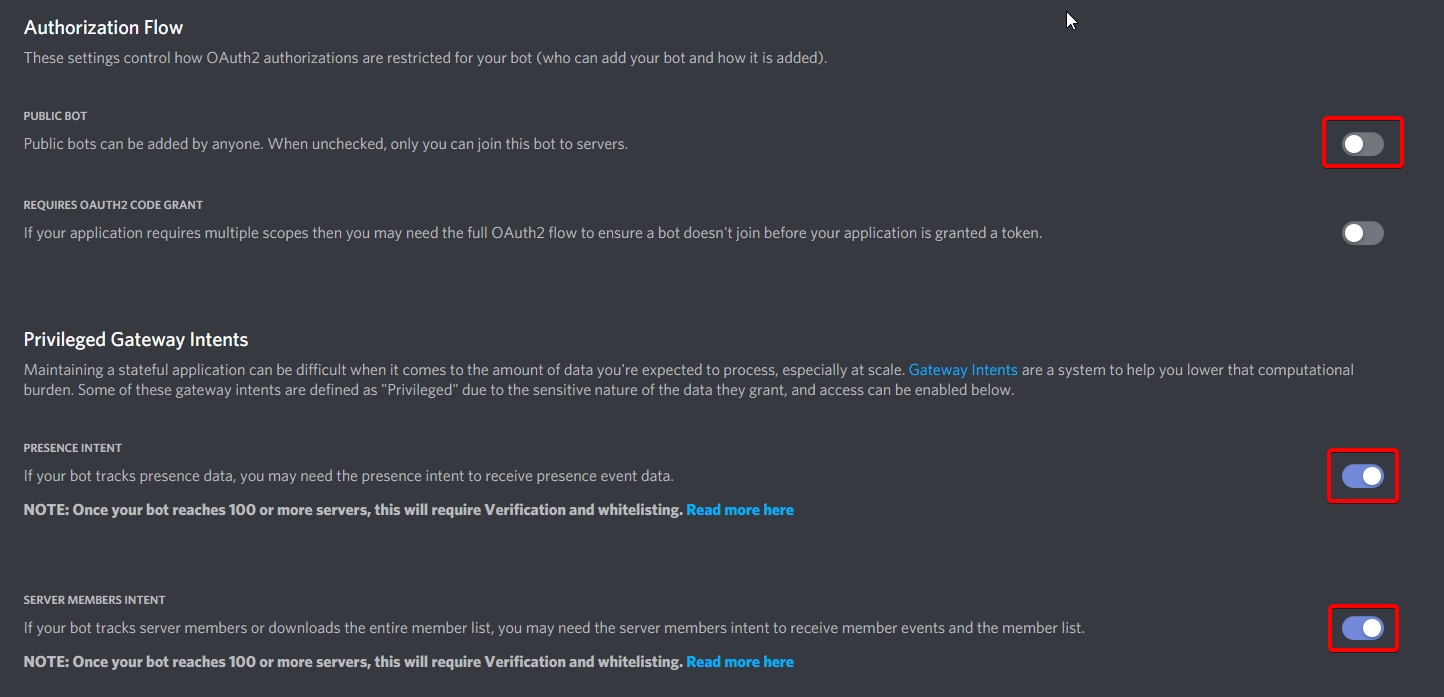 Authorization Flow
These settings control how OAuth2 authorizations are restricted for your bot (who can add your bot and how it is added).
PUBLIC BOT
Public bots can be added by anyone. When unchecked, only you can join this bot to servers.
REQUIRES OAUTH2 CODE GRANT
If your application requires multiple scopes then you may need the full OAuth2 flow to ensure a bot doesn't join before your application is granted a token.
Privileged Gateway Intents
Maintaining a stateful application can be difficult when it comes to the amount of data you're expected to process, especially at scale. Gateway Intents are a system to help you lower that computational
burden. Some of these gateway intents are defined as "Privileged" due to the sensitive nature of the data they grant, and access can be enabled below.
PRESENCE INTENT
If your bot tracks presence data, you may need the presence intent to receive presence event data.
NOTE: Once your bot reaches 100 or more servers, this will require Verification and whitelisting. Read more here
SERVER MEMBERS INTENT
If your bot tracks server members or downloads the entire member list, you may need the server members intent to receive member events and the member list.
NOTE: Once your bot reaches 100 or more servers, this will require Verification and whitelisting. Read more here